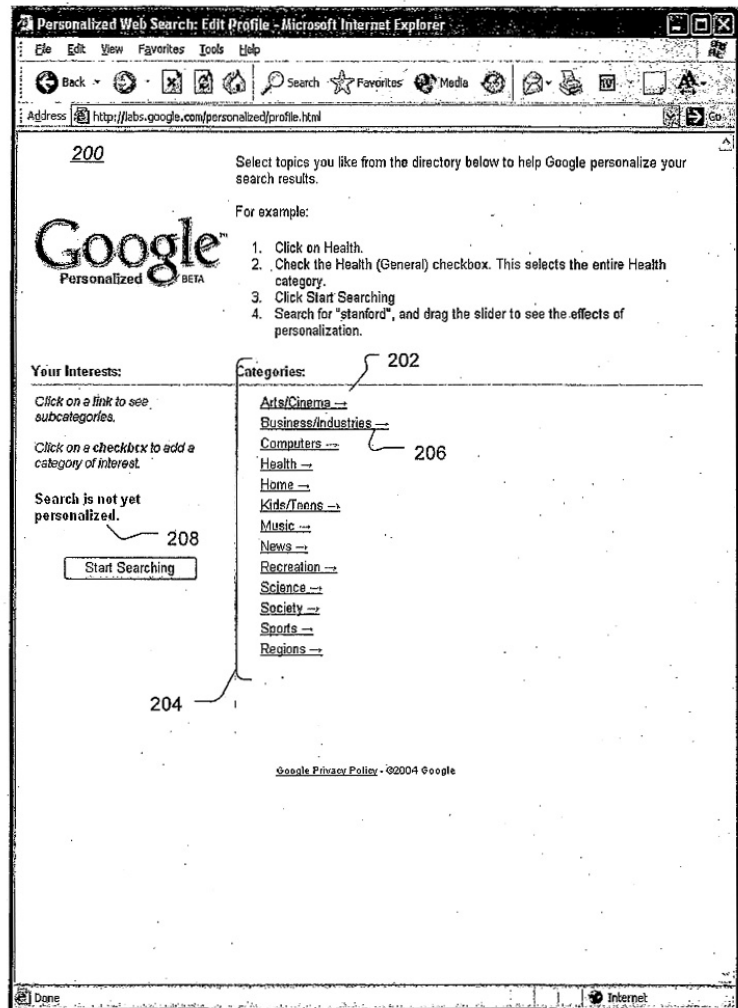 Personalized Web Search: Edit Profile - Microsoft Internet Explorer
File Edit View Favorites Tools Help
Back Search Favorites Media
Address http://labs.google.com/personalized/profile.html Go
200
Select topics you like from the directory below to help Google personalize your
search results.
For example:
Google™
Personalized BETA
1. Click on Health.
2. Check the Health (General) checkbox. This selects the entire Health
category.
3. Click Start Searching
4. Search for "stanford", and drag the slider to see the effects of
personalization.
Your Interests:
Click on a link to see
subcategories.
Click on a checkbox to add a
category of interest.
Search is not yet
personalized.
208
Start Searching
Categories:
202
Arts/Cinema →
Business/Industries →
206
Computers →
Health →
Home →
Kids/Teens →
Music →
News →
Recreation →
Science →
Society →
Sports →
Regions →
204
Google Privacy Policy - ©2004 Google
Done Internet